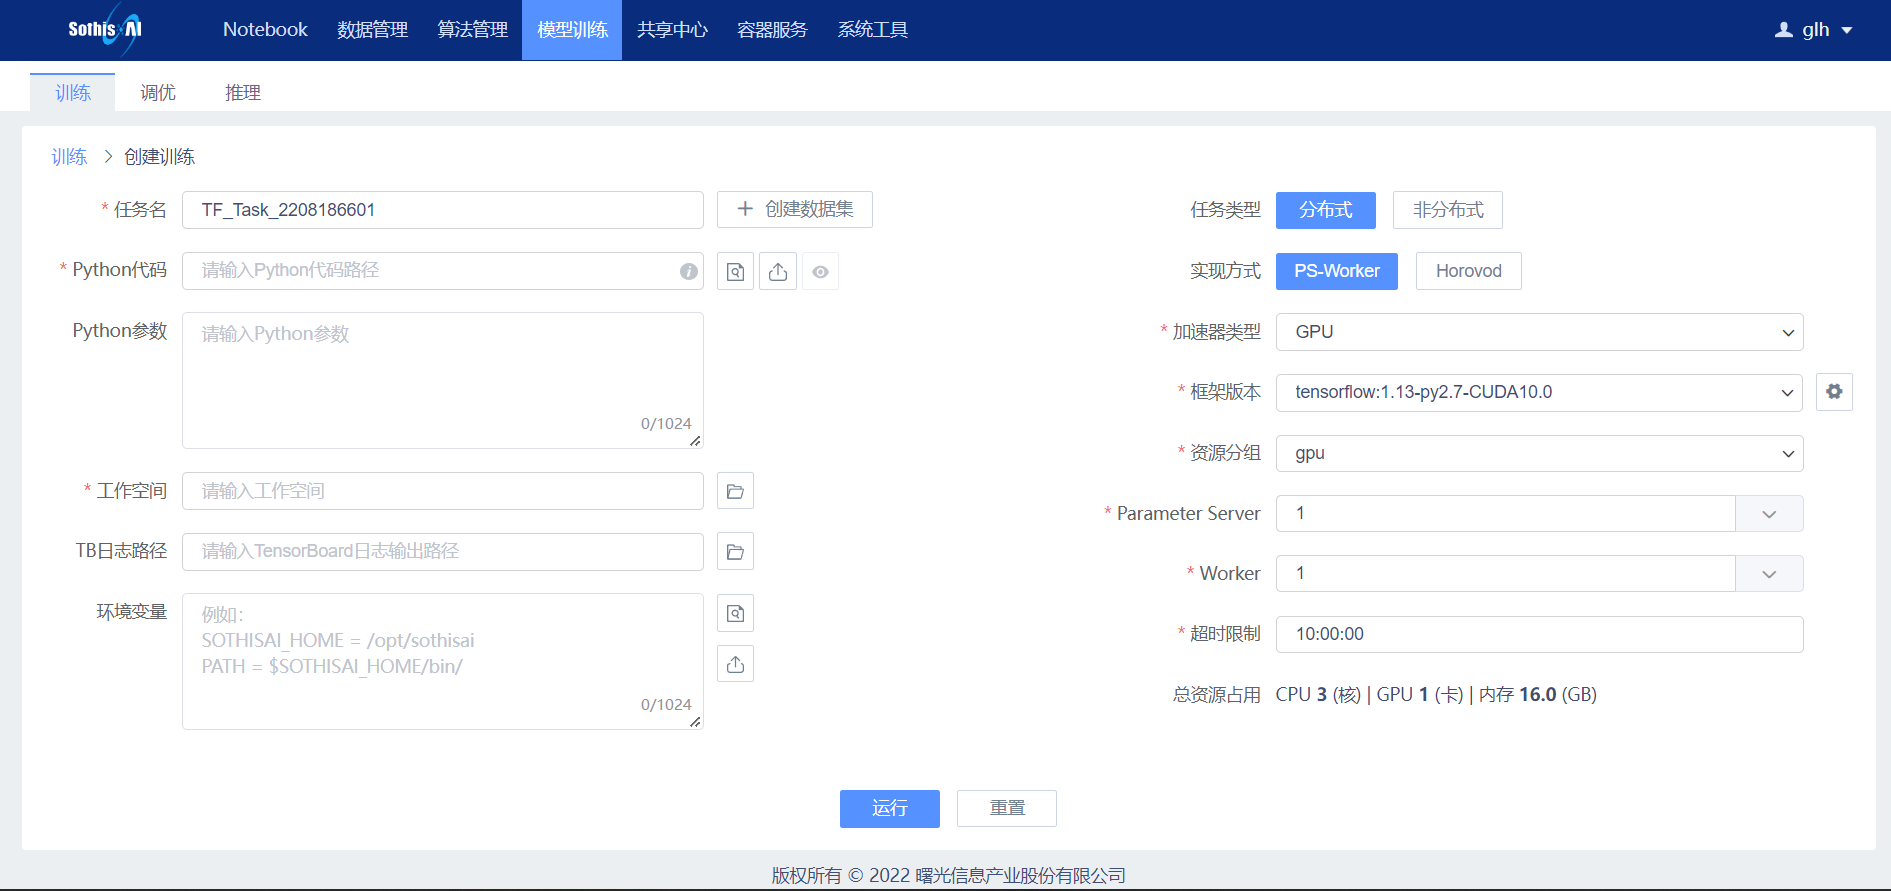 SothisAI
Notebook 数据管理 算法管理 模型训练 共享中心 容器服务 系统工具 glh
训练 调优 推理
训练 > 创建训练
* 任务名 TF_Task_2208186601 + 创建数据集
* Python代码 请输入Python代码路径
Python参数 请输入Python参数
0/1024
* 工作空间 请输入工作空间
TB日志路径 请输入TensorBoard日志输出路径
环境变量 例如:
SOTHISAI_HOME = /opt/sothisai
PATH = $SOTHISAI_HOME/bin/
0/1024
任务类型 分布式 非分布式
实现方式 PS-Worker Horovod
* 加速器类型 GPU
* 框架版本 tensorflow:1.13-py2.7-CUDA10.0
* 资源分组 gpu
* Parameter Server 1
* Worker 1
* 超时限制 10:00:00
总资源占用 CPU 3 (核) | GPU 1 (卡) | 内存 16.0 (GB)
运行 重置
版权所有 © 2022 曙光信息产业股份有限公司